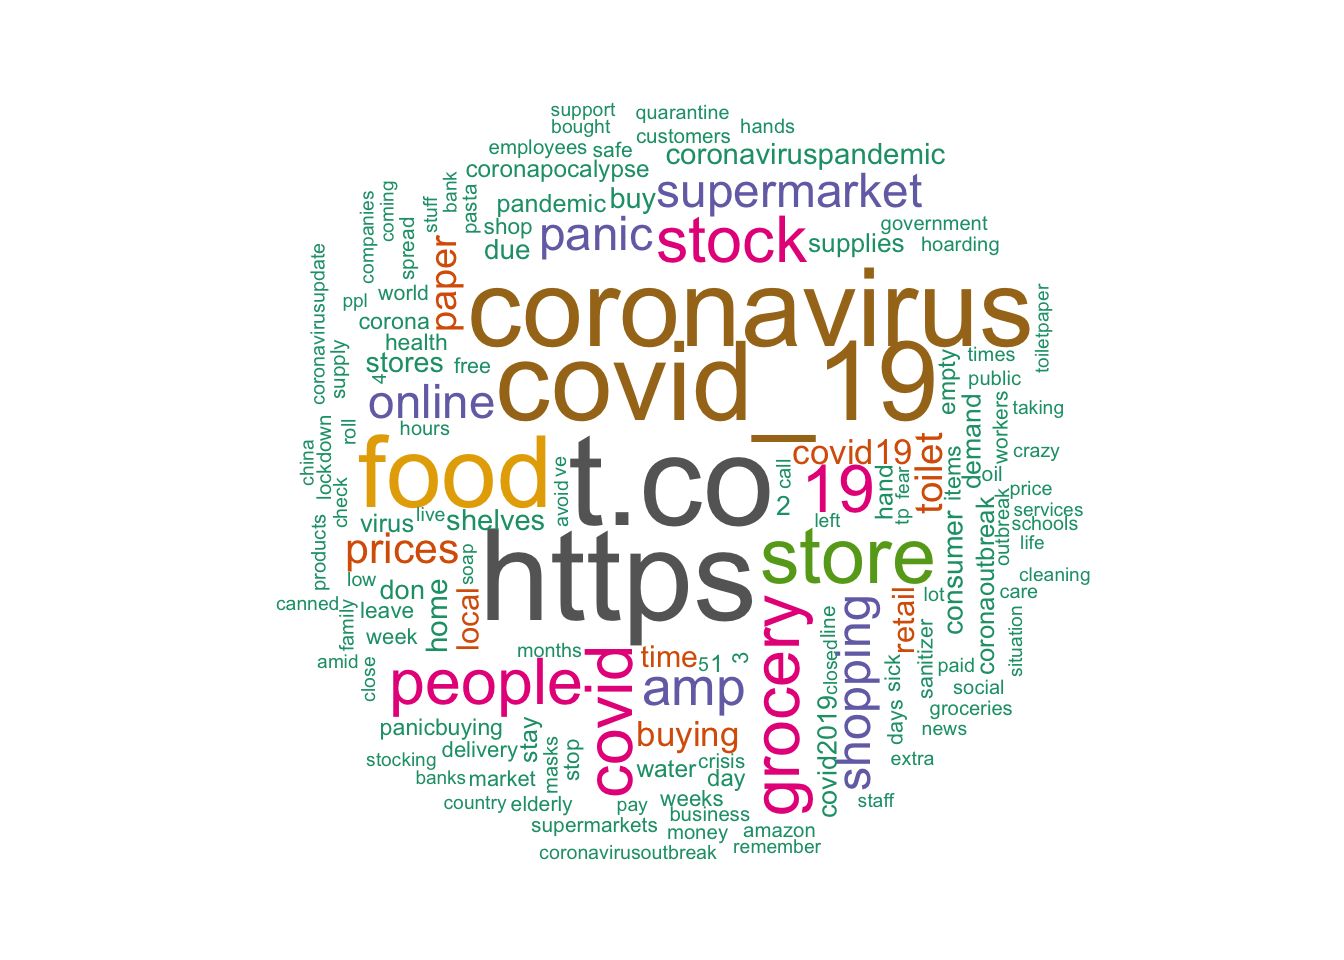 support
quarantine
bought
customers
hands
employees
safe
coronaviruspandemic
coronapocalypse
supermarket
buy
pandemic
bank
pasta
stuff
coming
companies
spread
shop
panic
stock
due
supplies
government
hoarding
paper
coronavirusupdate
world
ppl
corona
health
supply
stores
free
4
coronavirus
covid_19
toiletpaper
times
public
empty
online
hours
roll
lockdown
china
check
taking
workers
demand
crazy
food
t.co
covid19
toilet
items
oil
call
19
2
hand
fear
tp
left
avoid
ve
price
services
schools
outbreak
life
coronaoutbreak
consumer
virus
live
shelves
products
prices
soap
https
store
cleaning
low
don
canned
leave
family
week
home
local
retail
lot
care
situation
amid
close
months
time
51
3
people
covid
amp
grocery
line
closed
shopping
sick
sanitizer
paid
social
groceries
days
news
panicbuying
buying
covid2019
stocking
delivery
stay
masks
stop
banks
market
water
crisis
day
extra
staff
country
elderly
pay
weeks
business
supermarkets
money
amazon
remember
coronavirusoutbreak